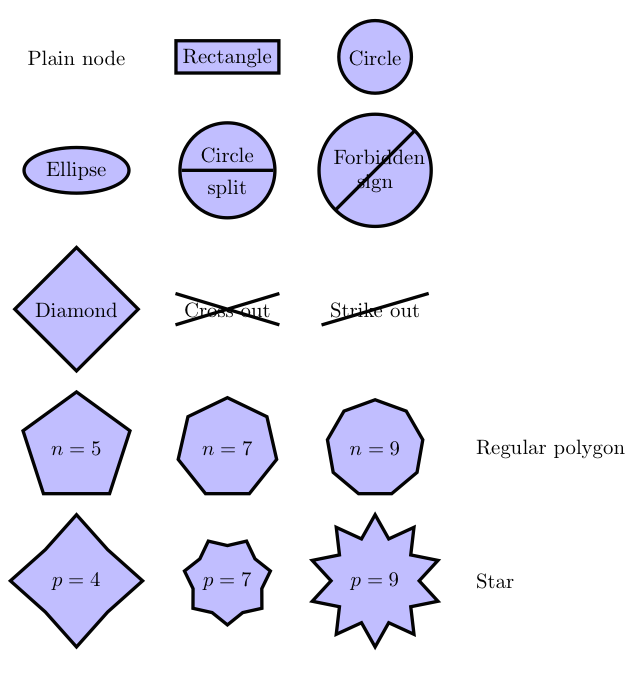 Plain node
Rectangle
Circle
Ellipse
Circle
split
Forbidden
sign
Diamond
Cross out
Strike out
n = 5
n = 7
n = 9
Regular polygon
p = 4
p = 7
p = 9
Star